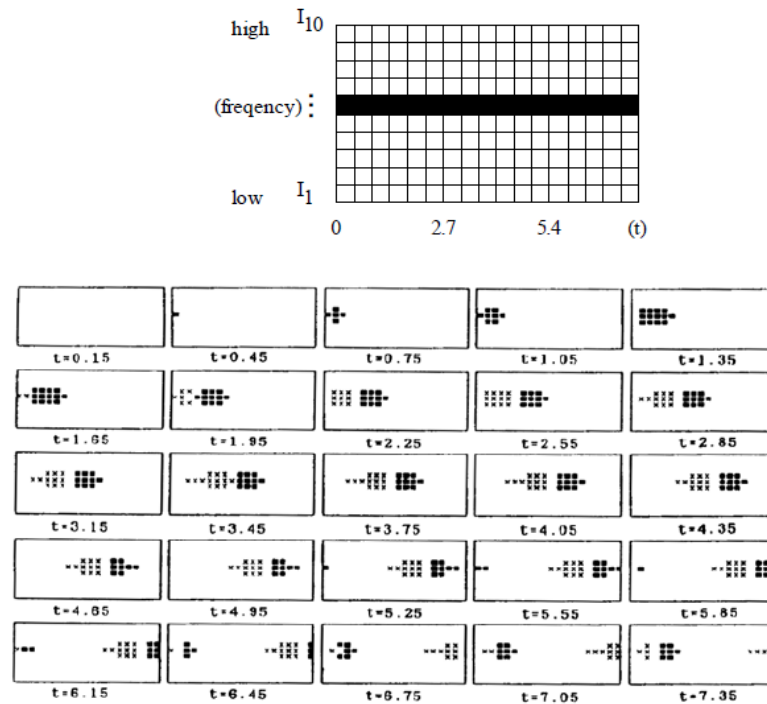 high I10
(freqency) :
low I1
0 2.7 5.4 (t)
t=0.15 t=0.45 t=0.75 t=1.05 t=1.35
t=1.65 t=1.95 t=2.25 t=2.55 t=2.85
t=3.15 t=3.45 t=3.75 t=4.05 t=4.35
t=4.65 t=4.95 t=5.25 t=5.55 t=5.85
t=6.15 t=6.45 t=6.75 t=7.05 t=7.35